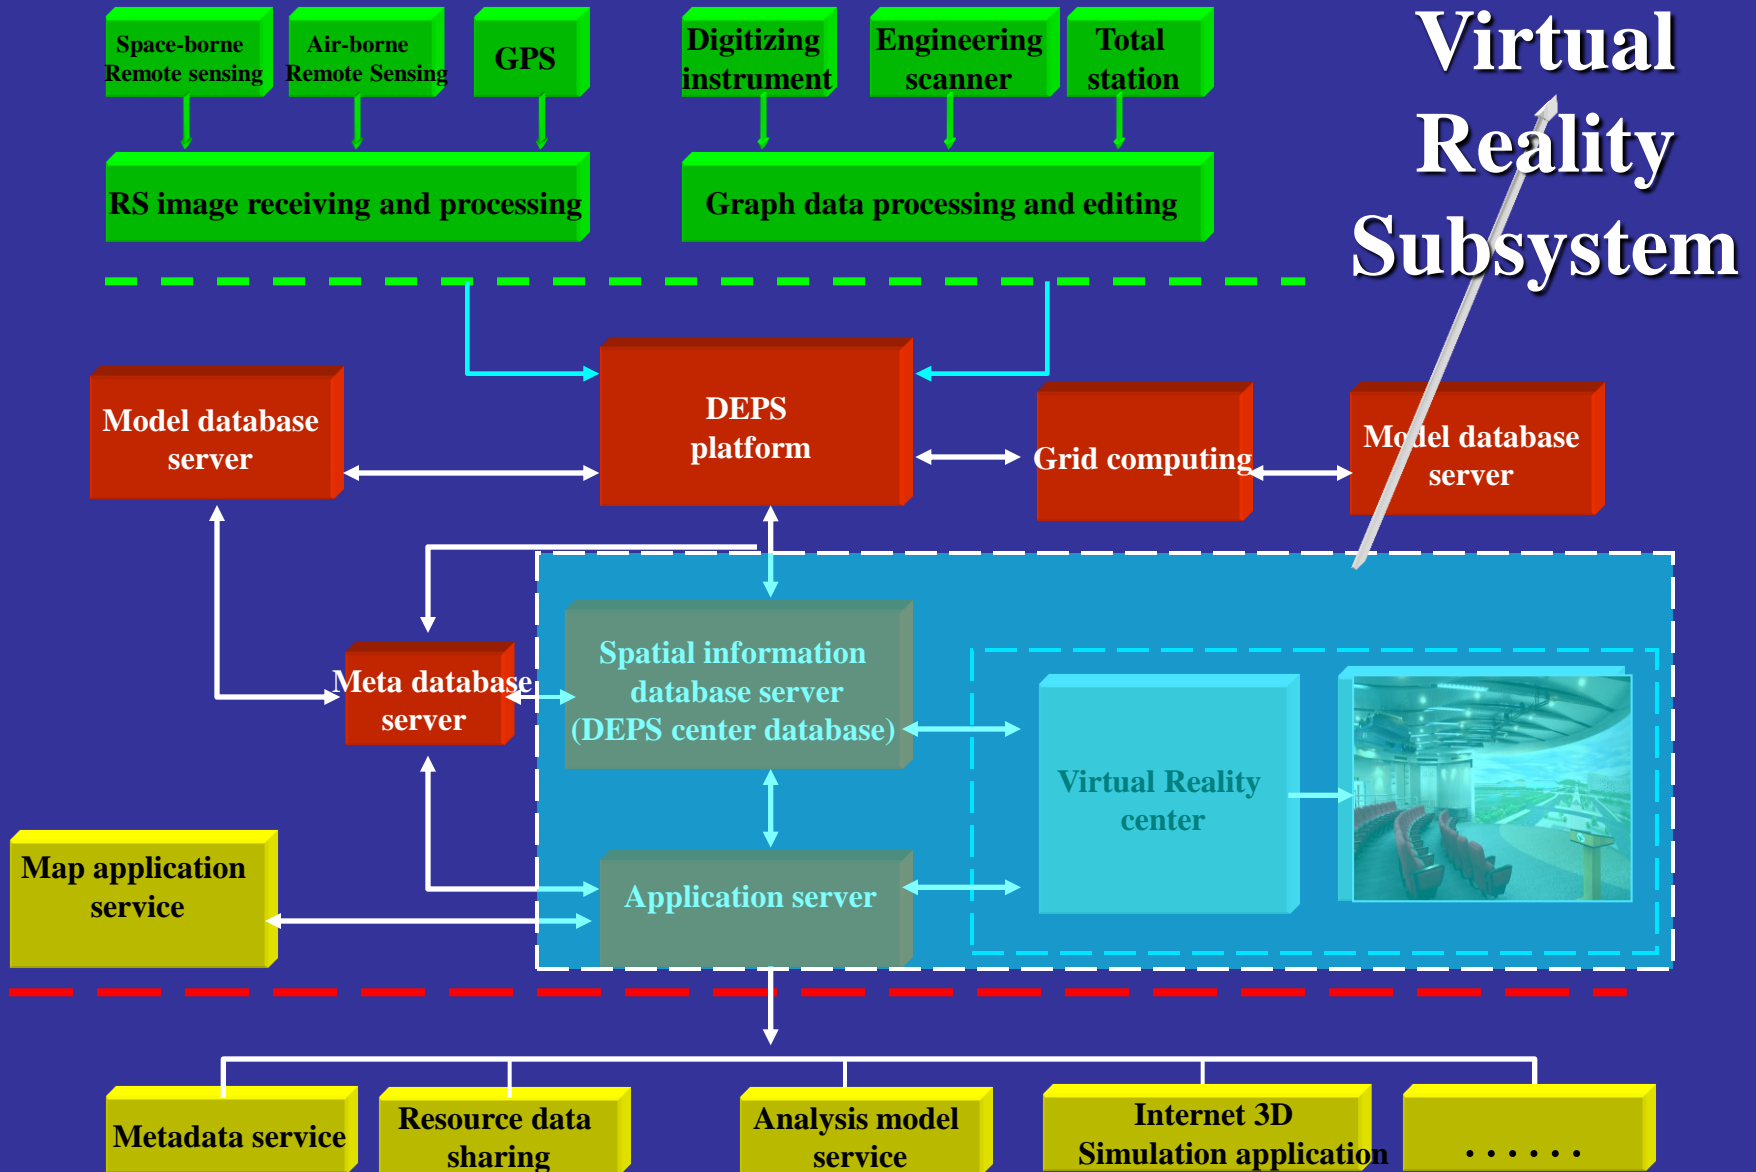 Virtual
Reality
Subsystem
Space-borne
Remote sensing
Air-borne
Remote Sensing
GPS
Digitizing
instrument
Engineering
scanner
Total
station
RS image receiving and processing
Graph data processing and editing
Model database
server
DEPS
platform
Grid computing
Model database
server
Meta database
server
Spatial information
database server
(DEPS center database)
Virtual Reality
center
Map application
service
Application server
Metadata service
Resource data
sharing
Analysis model
service
Internet 3D
Simulation application
. . . . . .